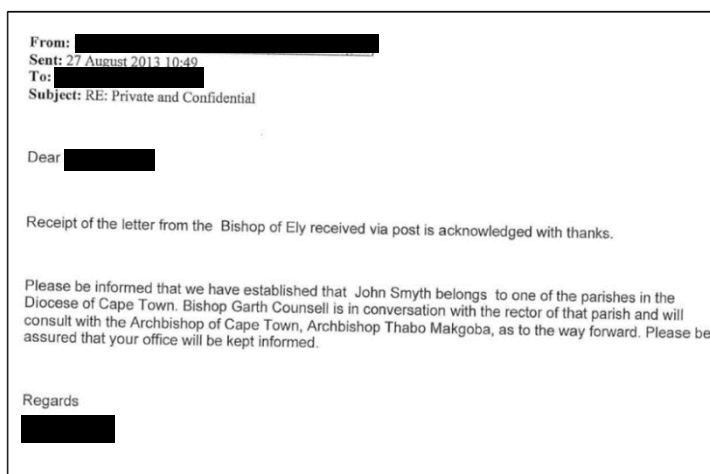 From:
Sent: 27 August 2013 10:49
To:
Subject: RE: Private and Confidential
Dear
Receipt of the letter from the Bishop of Ely received via post is acknowledged with thanks.
Please be informed that we have established that John Smyth belongs to one of the parishes in the
Diocese of Cape Town. Bishop Garth Counsell is in conversation with the rector of that parish and will
consult with the Archbishop of Cape Town, Archbishop Thabo Makgoba, as to the way forward. Please be
assured that your office will be kept informed.
Regards